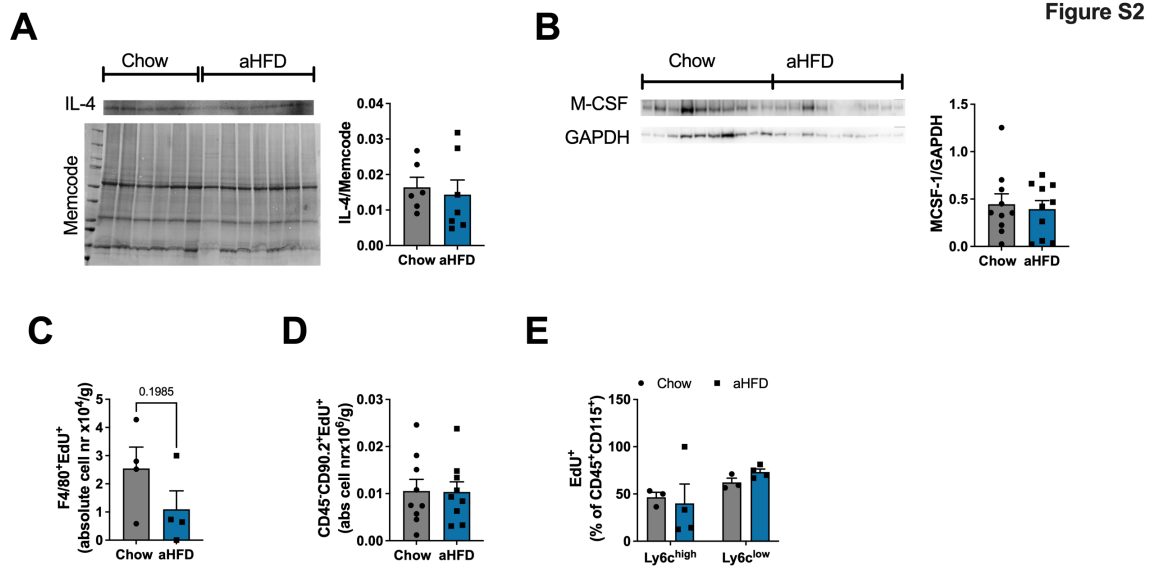 Figure S2
A
Chow aHFD
IL-4
Memcode
0.04
0.03
0.02
0.01
0.00
IL-4/Memcode
Chow aHFD
B
Chow aHFD
M-CSF
GAPDH
1.5
1.0
0.5
0.0
MCSF-1/GAPDH
Chow aHFD
C
0.1985
5
4
3
2
1
0
F4/80⁺EdU⁺
(absolute cell nr x10⁴/g)
Chow aHFD
D
0.03
0.02
0.01
0.00
CD45⁻CD90.2⁺EdU⁺
(abs cell nrx10⁶/g)
Chow aHFD
E
Chow aHFD
150
100
50
0
EdU⁺
(% of CD45⁺CD115⁺)
Ly6cʰⁱᵍʰ Ly6cˡᵒʷ